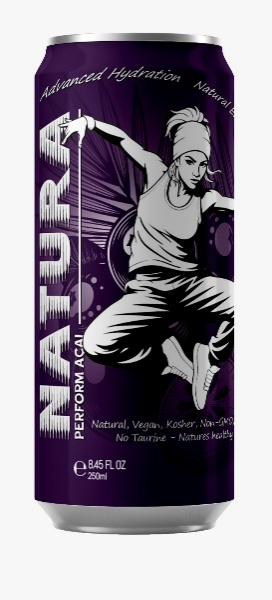 Advanced Hydration
Natural
NATURA
PERFORM ACAI
Natural, Vegan, Kosher, Non-GMO,
No Taurine - Natures healthy
℮ 8.45 FL OZ
250ml